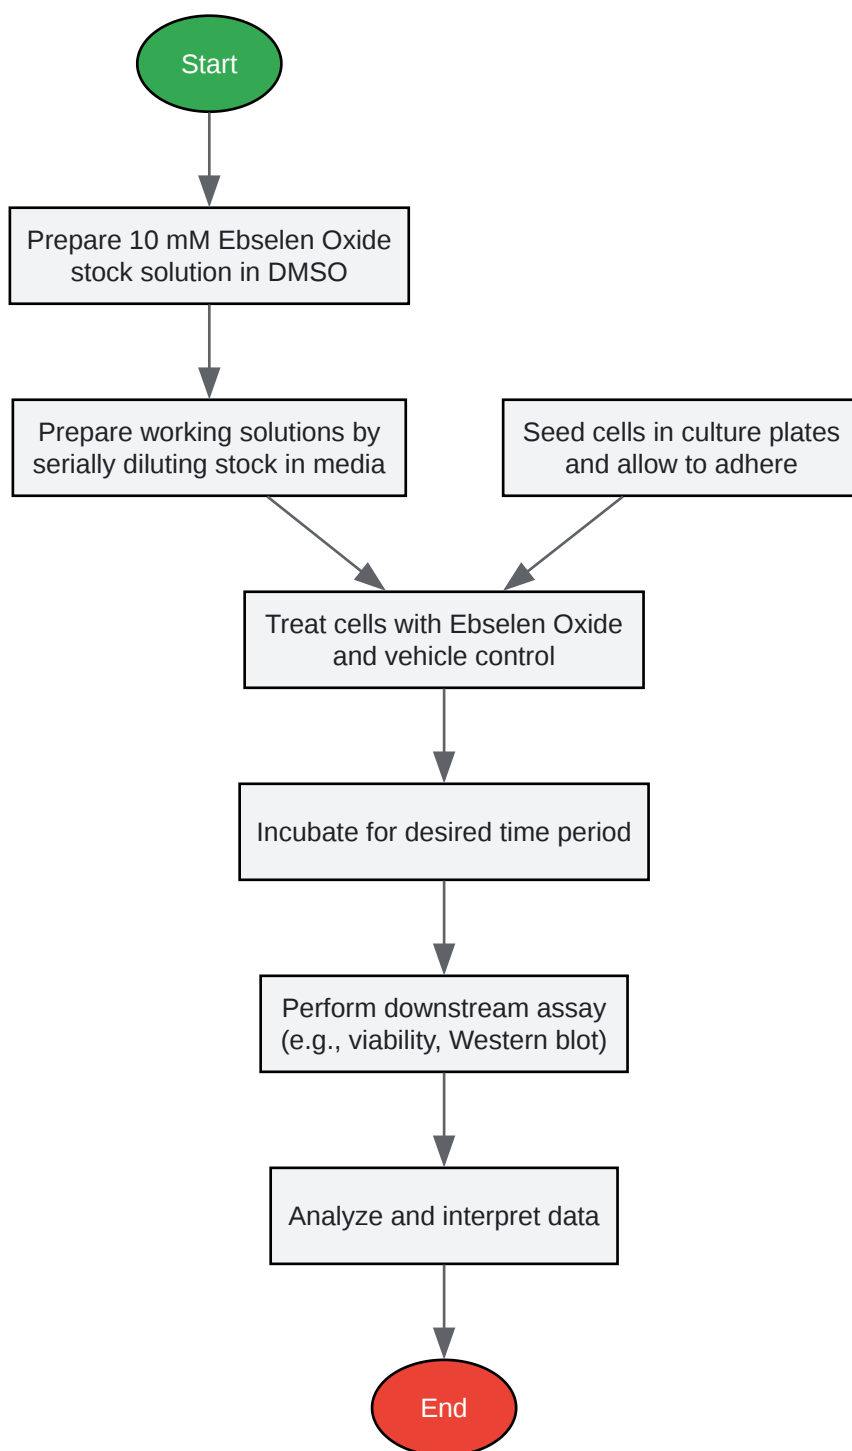 Start
Prepare 10 mM Ebselen Oxide
stock solution in DMSO
Prepare working solutions by
serially diluting stock in media
Seed cells in culture plates
and allow to adhere
Treat cells with Ebselen Oxide
and vehicle control
Incubate for desired time period
Perform downstream assay
(e.g., viability, Western blot)
Analyze and interpret data
End